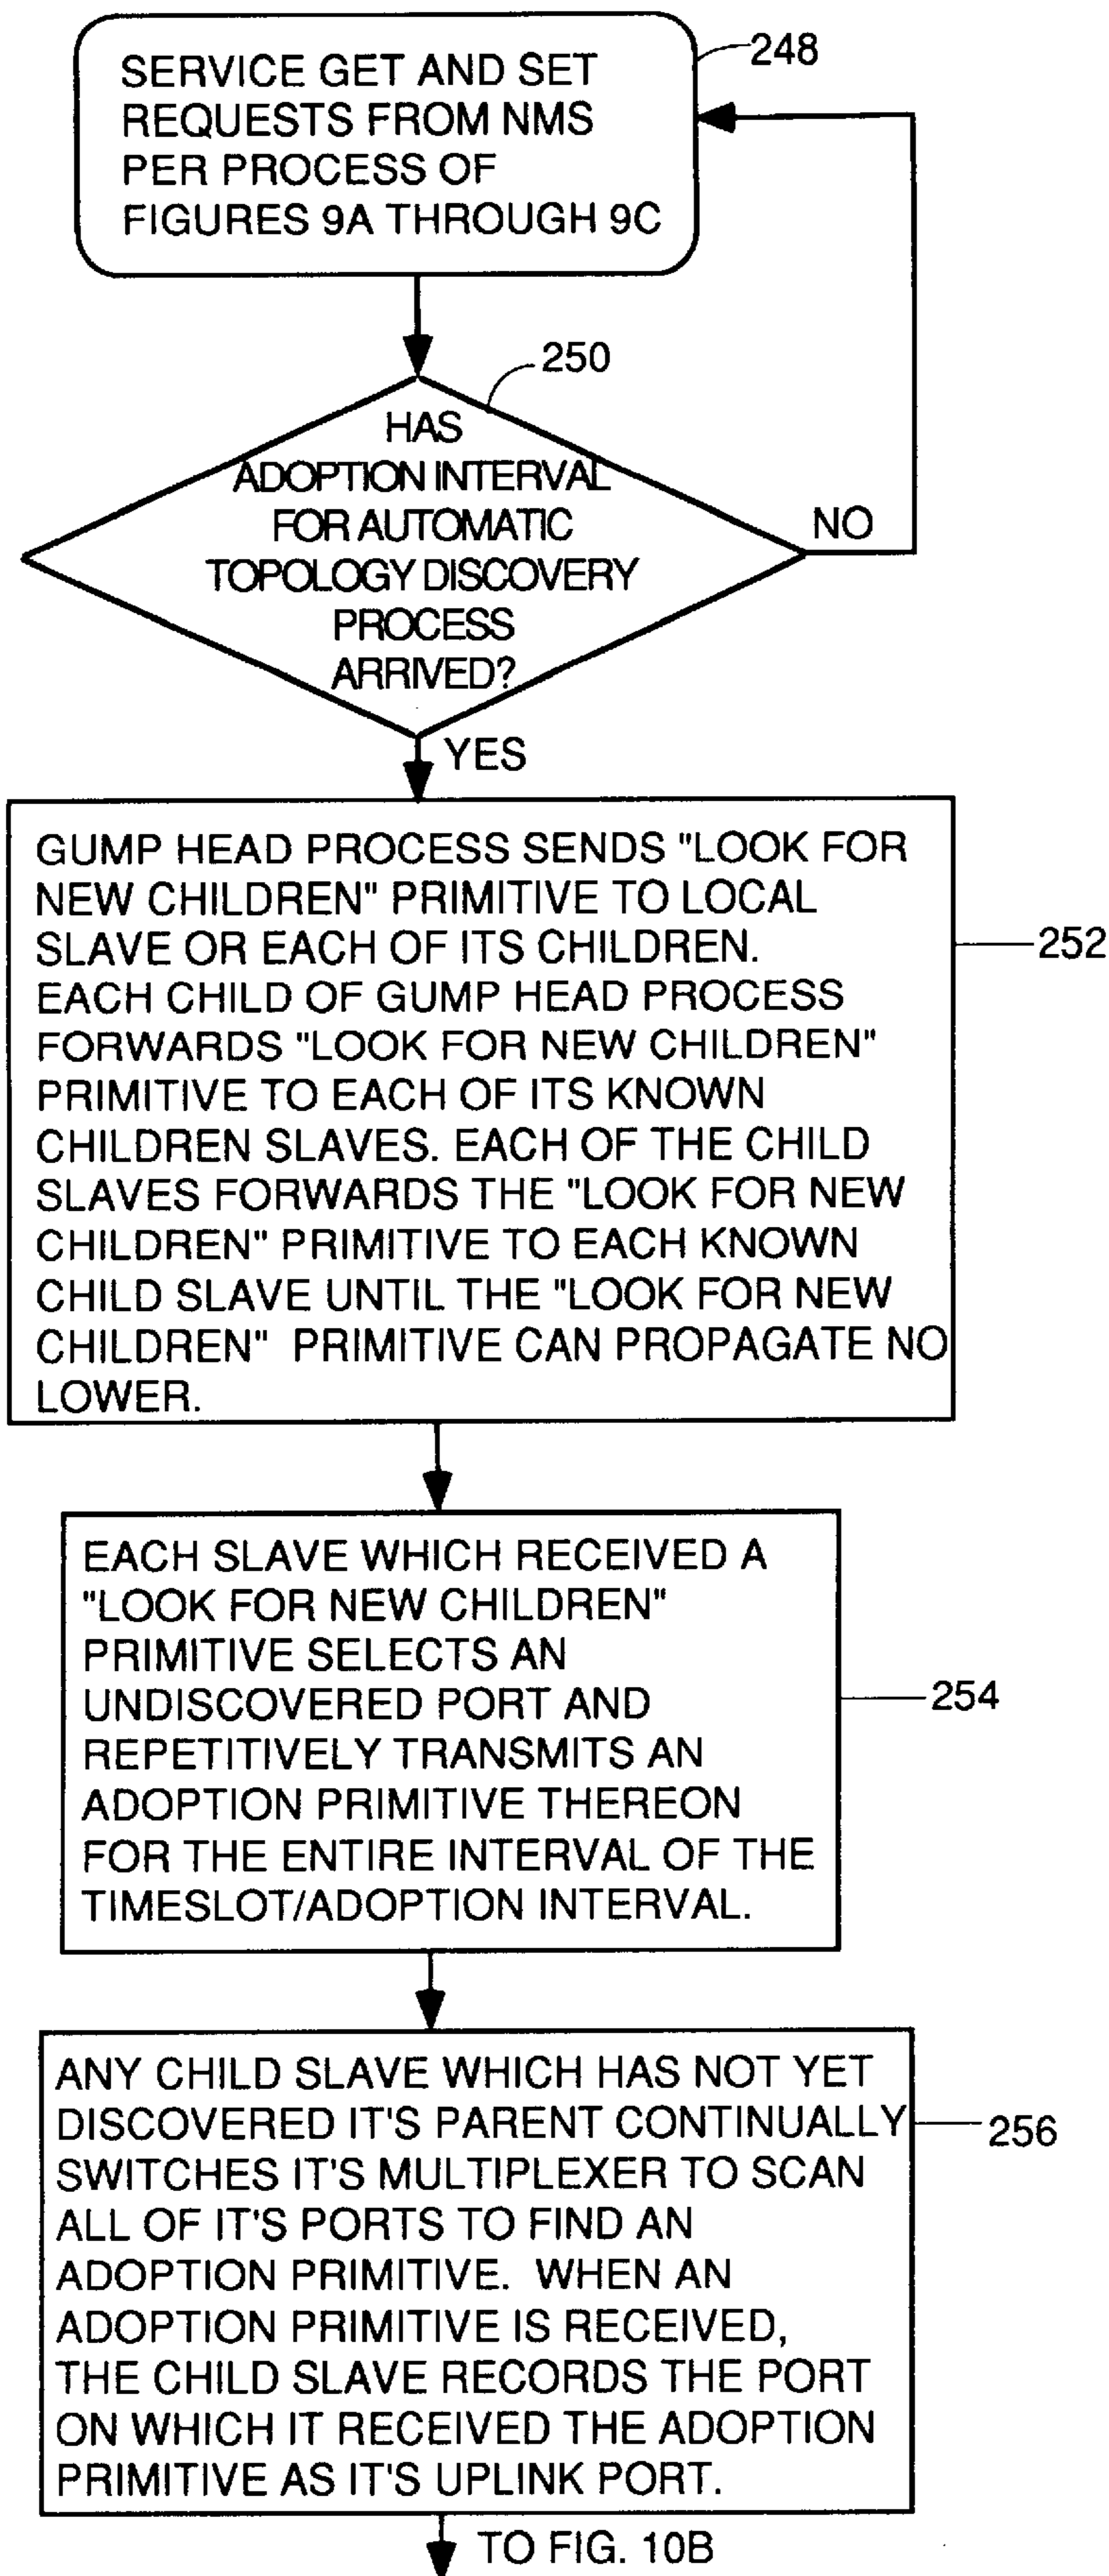 SERVICE GET AND SET
REQUESTS FROM NMS
PER PROCESS OF
FIGURES 9A THROUGH 9C
248
250
HAS
ADOPTION INTERVAL
FOR AUTOMATIC
TOPOLOGY DISCOVERY
PROCESS
ARRIVED?
NO
YES
GUMP HEAD PROCESS SENDS "LOOK FOR
NEW CHILDREN" PRIMITIVE TO LOCAL
SLAVE OR EACH OF ITS CHILDREN.
EACH CHILD OF GUMP HEAD PROCESS
FORWARDS "LOOK FOR NEW CHILDREN"
PRIMITIVE TO EACH OF ITS KNOWN
CHILDREN SLAVES. EACH OF THE CHILD
SLAVES FORWARDS THE "LOOK FOR NEW
CHILDREN" PRIMITIVE TO EACH KNOWN
CHILD SLAVE UNTIL THE "LOOK FOR NEW
CHILDREN" PRIMITIVE CAN PROPAGATE NO
LOWER.
252
EACH SLAVE WHICH RECEIVED A
"LOOK FOR NEW CHILDREN"
PRIMITIVE SELECTS AN
UNDISCOVERED PORT AND
REPETITIVELY TRANSMITS AN
ADOPTION PRIMITIVE THEREON
FOR THE ENTIRE INTERVAL OF THE
TIMESLOT/ADOPTION INTERVAL.
254
ANY CHILD SLAVE WHICH HAS NOT YET
DISCOVERED IT'S PARENT CONTINUALLY
SWITCHES IT'S MULTIPLEXER TO SCAN
ALL OF IT'S PORTS TO FIND AN
ADOPTION PRIMITIVE. WHEN AN
ADOPTION PRIMITIVE IS RECEIVED,
THE CHILD SLAVE RECORDS THE PORT
ON WHICH IT RECEIVED THE ADOPTION
PRIMITIVE AS IT'S UPLINK PORT.
256
TO FIG. 10B